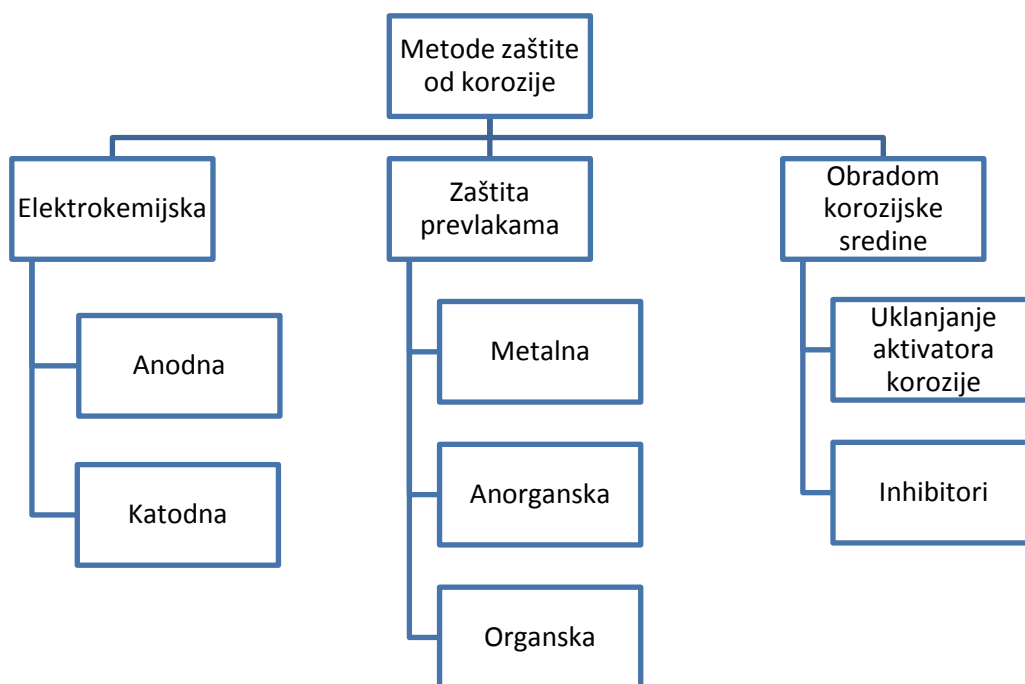 Metode zaštite
od korozije
Elektrokemijska
Anodna
Katodna
Zaštita
prevlakama
Metalna
Anorganska
Organska
Obradom
korozijske
sredine
Uklanjanje
aktivatora
korozije
Inhibitori